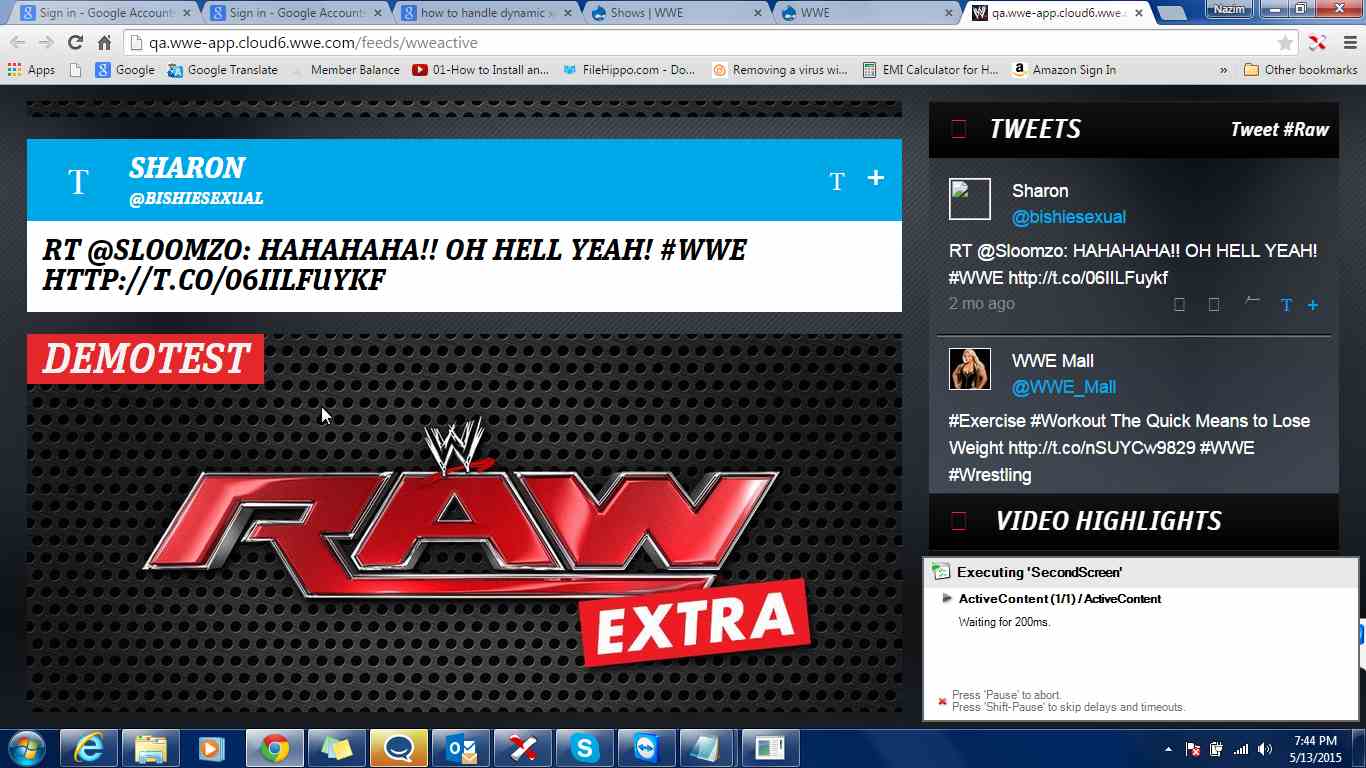 Sign in - Google Accounts
Sign in - Google Accounts
how to handle dynamic x
Shows | WWE
WWE
qa.wwe-app.cloud6.wwe.c
Nazim
qa.wwe-app.cloud6.wwe.com/feeds/wweactive
Apps
Google
Google Translate
Member Balance
01-How to Install an...
FileHippo.com - Do...
Removing a virus wi...
EMI Calculator for H...
Amazon Sign In
»
Other bookmarks
T
SHARON
@BISHIESEXUAL
T +
RT @SLOOMZO: HAHAHAHA!! OH HELL YEAH! #WWE
HTTP://T.CO/06IILFUYKF
DEMOTEST
W
RAW
EXTRA
TWEETS
Tweet #Raw
Sharon
@bishiesexual
RT @Sloomzo: HAHAHAHA!! OH HELL YEAH!
#WWE http://t.co/06IILFuykf
2 mo ago
T +
WWE Mall
@WWE_Mall
#Exercise #Workout The Quick Means to Lose
Weight http://t.co/nSUYCw9829 #WWE
#Wrestling
VIDEO HIGHLIGHTS
Executing 'SecondScreen'
ActiveContent (1/1) / ActiveContent
Waiting for 200ms.
Press 'Pause' to abort.
Press 'Shift-Pause' to skip delays and timeouts.
7:44 PM
5/13/2015